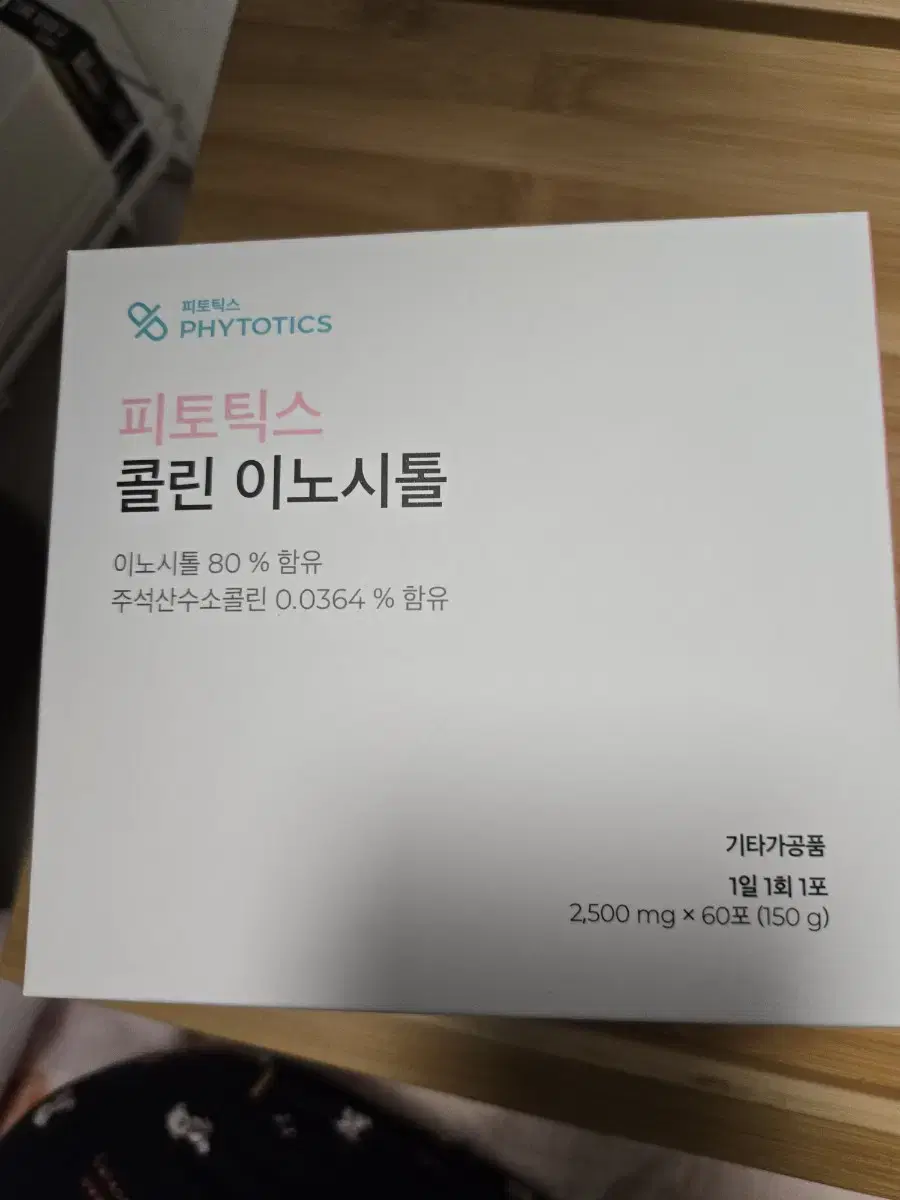 피토틱스
PHYTOTICS
피토틱스
콜린 이노시톨
이노시톨 80 % 함유
주석산수소콜린 0.0364 % 함유
기타가공품
1일 1회 1포
2,500 mg × 60포 (150 g)